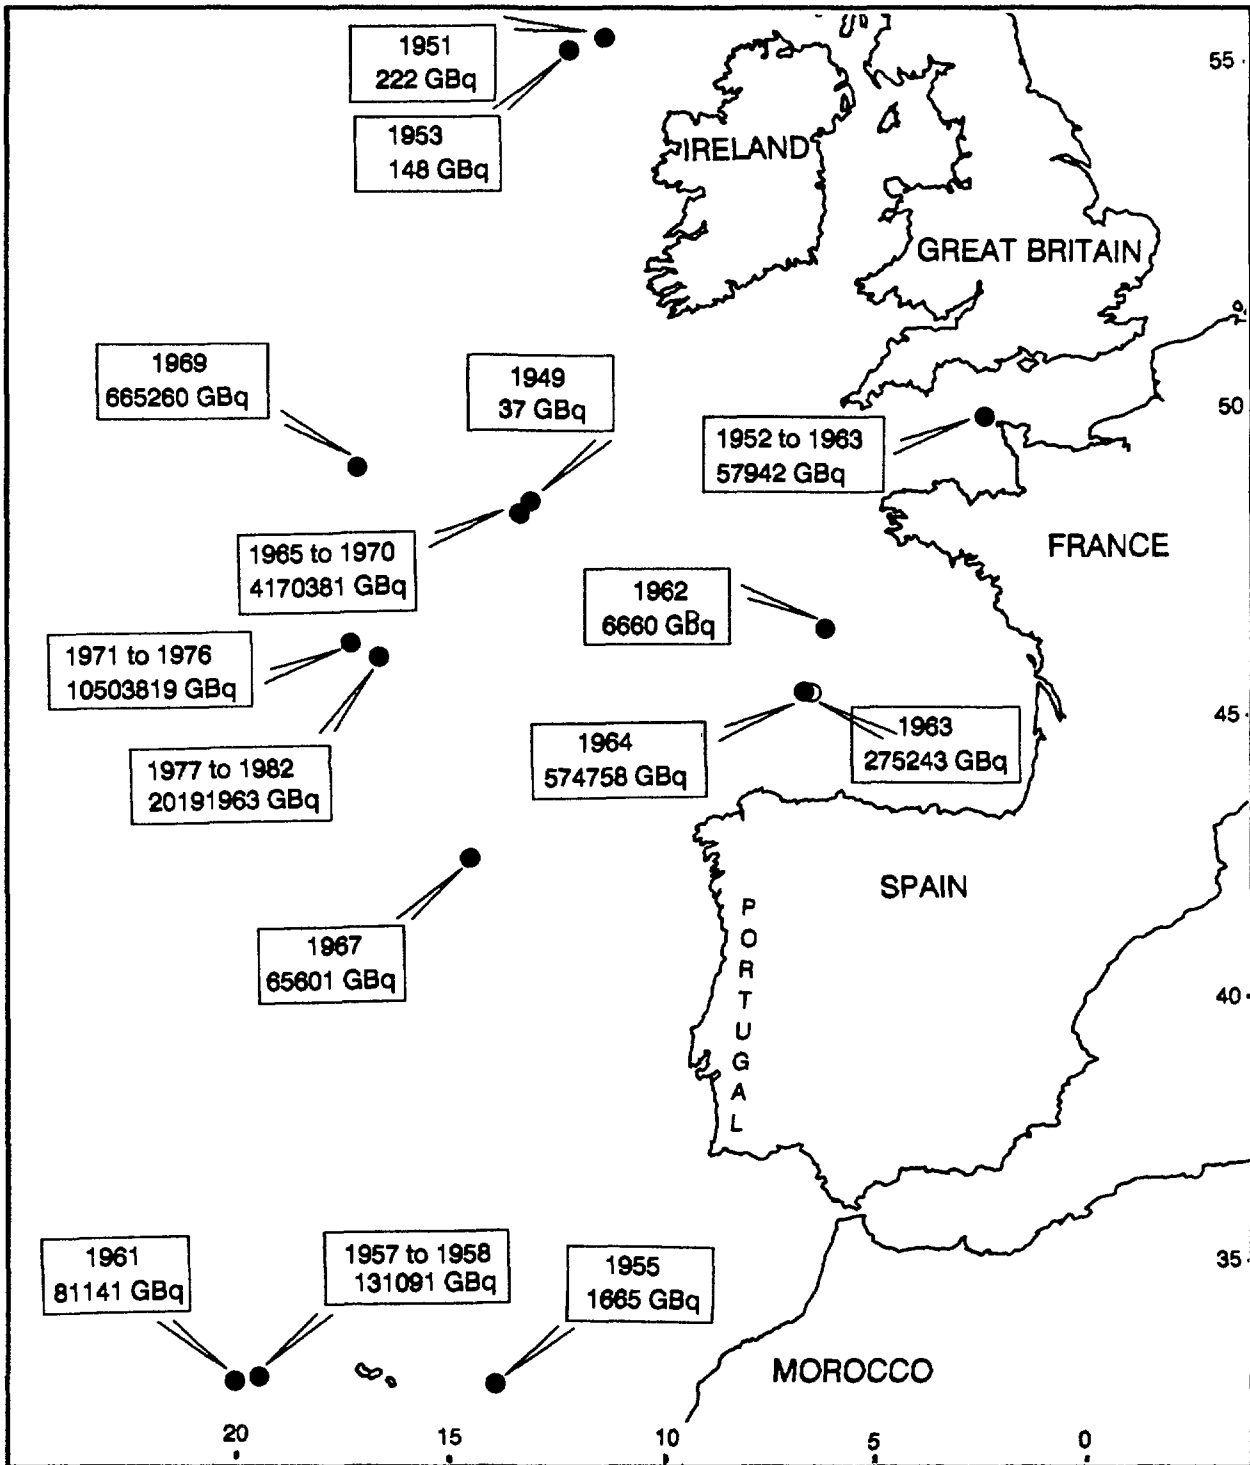 1951
222 GBq
55
1953
148 GBq
IRELAND
GREAT BRITAIN
1969
665260 GBq
1949
37 GBq
50
1952 to 1963
57942 GBq
1965 to 1970
4170381 GBq
FRANCE
1962
6660 GBq
1971 to 1976
10503819 GBq
45
1964
574758 GBq
1963
275243 GBq
1977 to 1982
20191963 GBq
SPAIN
PORTUGAL
1967
65601 GBq
40
1961
81141 GBq
1957 to 1958
131091 GBq
1955
1665 GBq
35
MOROCCO
20
15
10
5
0